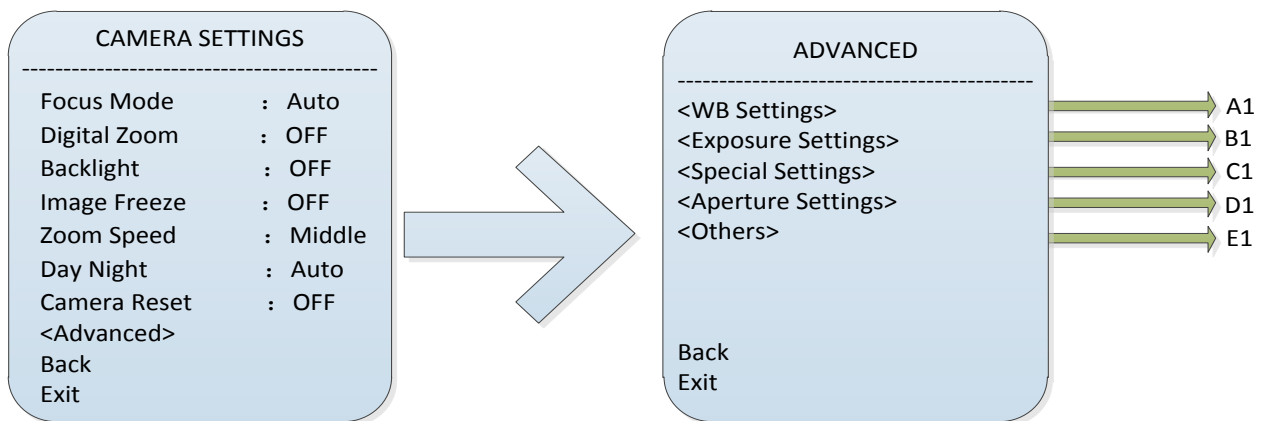 CAMERA SETTINGS
-------------------------------------------
Focus Mode : Auto
Digital Zoom : OFF
Backlight : OFF
Image Freeze : OFF
Zoom Speed : Middle
Day Night : Auto
Camera Reset : OFF
<Advanced>
Back
Exit
ADVANCED
-------------------------------------------
<WB Settings>
<Exposure Settings>
<Special Settings>
<Aperture Settings>
<Others>
Back
Exit
A1
B1
C1
D1
E1